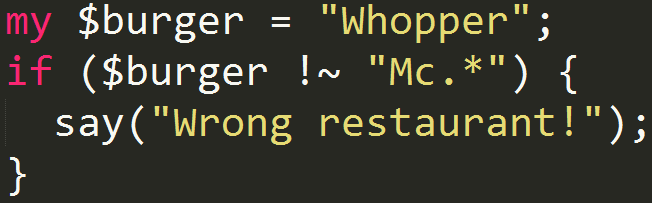 my $burger = "Whopper";
if ($burger !~ "Mc.*") {
  say("Wrong restaurant!");
}